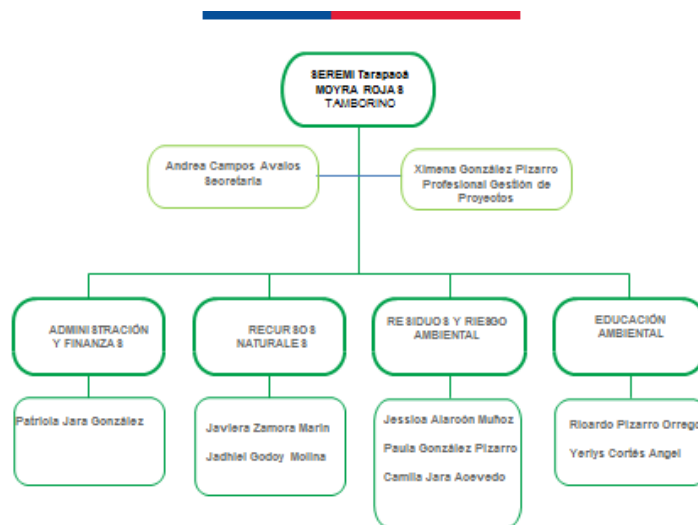 SEREMI Tarapacá
MOYRA ROJAS
TAMBORINO
Andrea Campos Avalos
Secretaria
Ximena González Pizarro
Profesional Gestión de
Proyectos
ADMINISTRACIÓN
Y FINANZAS
RECURSOS
NATURALES
RESIDUOS Y RIESGO
AMBIENTAL
EDUCACIÓN
AMBIENTAL
Patricia Jara González
Javiera Zamora Marin
Jadhiel Godoy Molina
Jessica Alarcón Muñoz
Paula González Pizarro
Camila Jara Acevedo
Ricardo Pizarro Orrego
Yerlys Cortés Angel